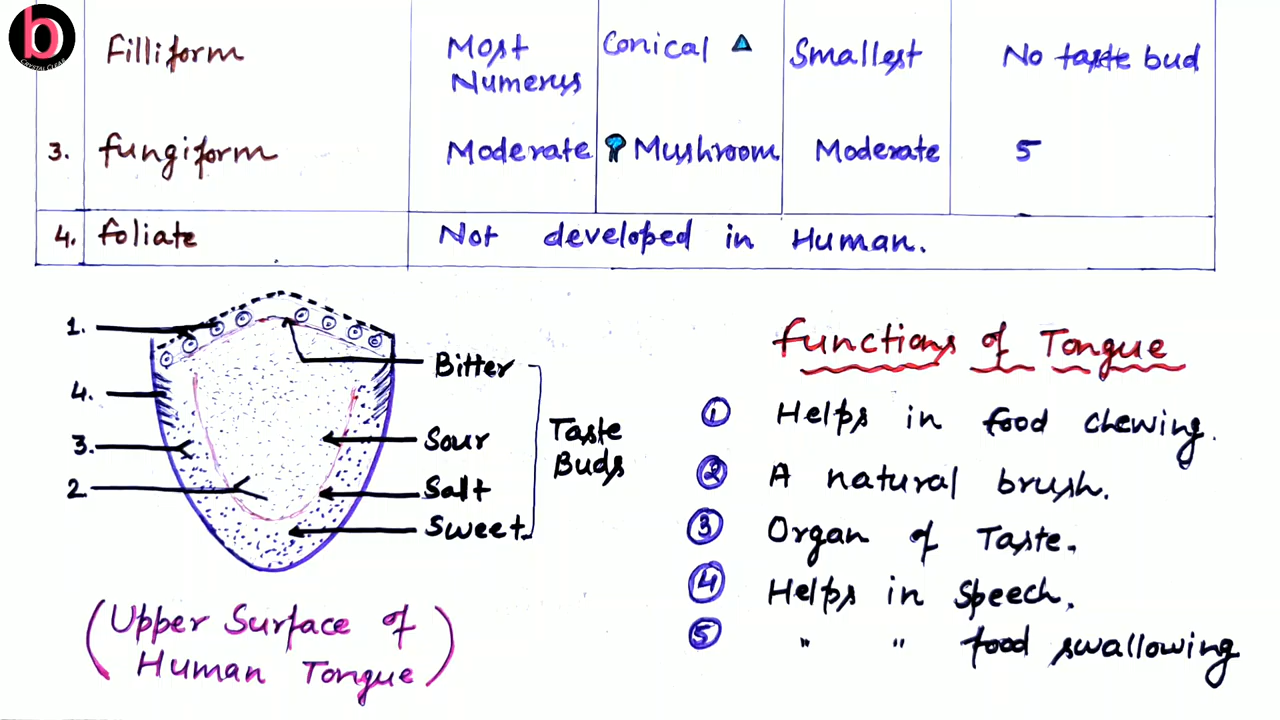 b
CRYSTAL CLEAR
Filliform Most Numerus Conical Smallest No taste bud
3. fungiform Moderate Mushroom Moderate 5
4. foliate Not developed in Human.
1.
4.
3.
2
Bitter
Sour
Salt
Sweet
Taste
Buds
(Upper Surface of
Human Tongue)
Functions of Tongue
① Helps in food chewing.
② A natural brush.
③ Organ of Taste.
④ Helps in Speech.
⑤ " " food swallowing